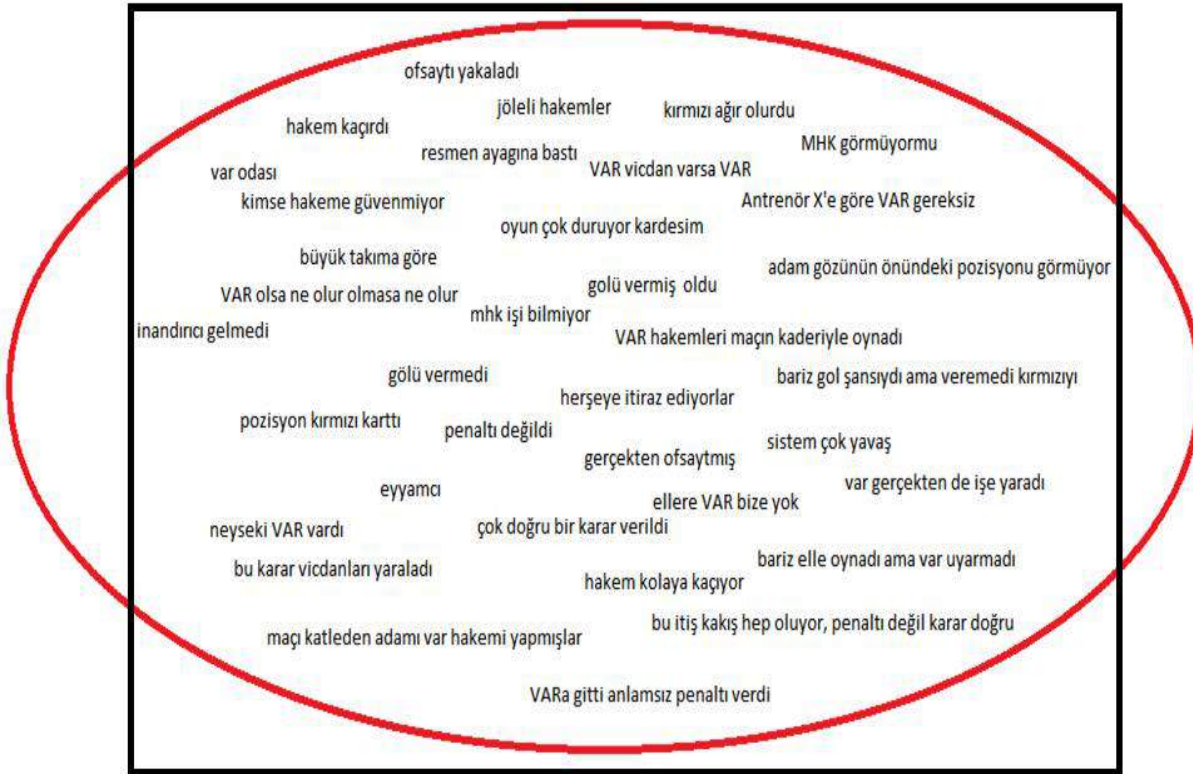 ofsaytı yakaladı
jöleli hakemler
kırmızı ağır olurdu
hakem kaçırdı
MHK görmüyormu
resmen ayagına bastı
VAR vicdan varsa VAR
var odası
kimse hakeme güvenmiyor
Antrenör X'e göre VAR gereksiz
oyun çok duruyor kardesim
büyük takıma göre
adam gözünün önündeki pozisyonu görmüyor
golü vermiş oldu
VAR olsa ne olur olmasa ne olur
mhk işi bilmiyor
inandırıcı gelmedi
VAR hakemleri maçın kaderiyle oynadı
gölü vermedi
bariz gol şansıydı ama veremedi kırmızıyı
herşeye itiraz ediyorlar
pozisyon kırmızı karttı
penaltı değildi
sistem çok yavaş
gerçekten ofsaytmış
var gerçekten de işe yaradı
eyyamcı
ellere VAR bize yok
neyseki VAR vardı
çok doğru bir karar verildi
bariz elle oynadı ama var uyarmadı
bu karar vicdanları yaraladı
hakem kolaya kaçıyor
bu itiş kakış hep oluyor, penaltı değil karar doğru
maçı katleden adamı var hakemi yapmışlar
VARa gitti anlamsız penaltı verdi